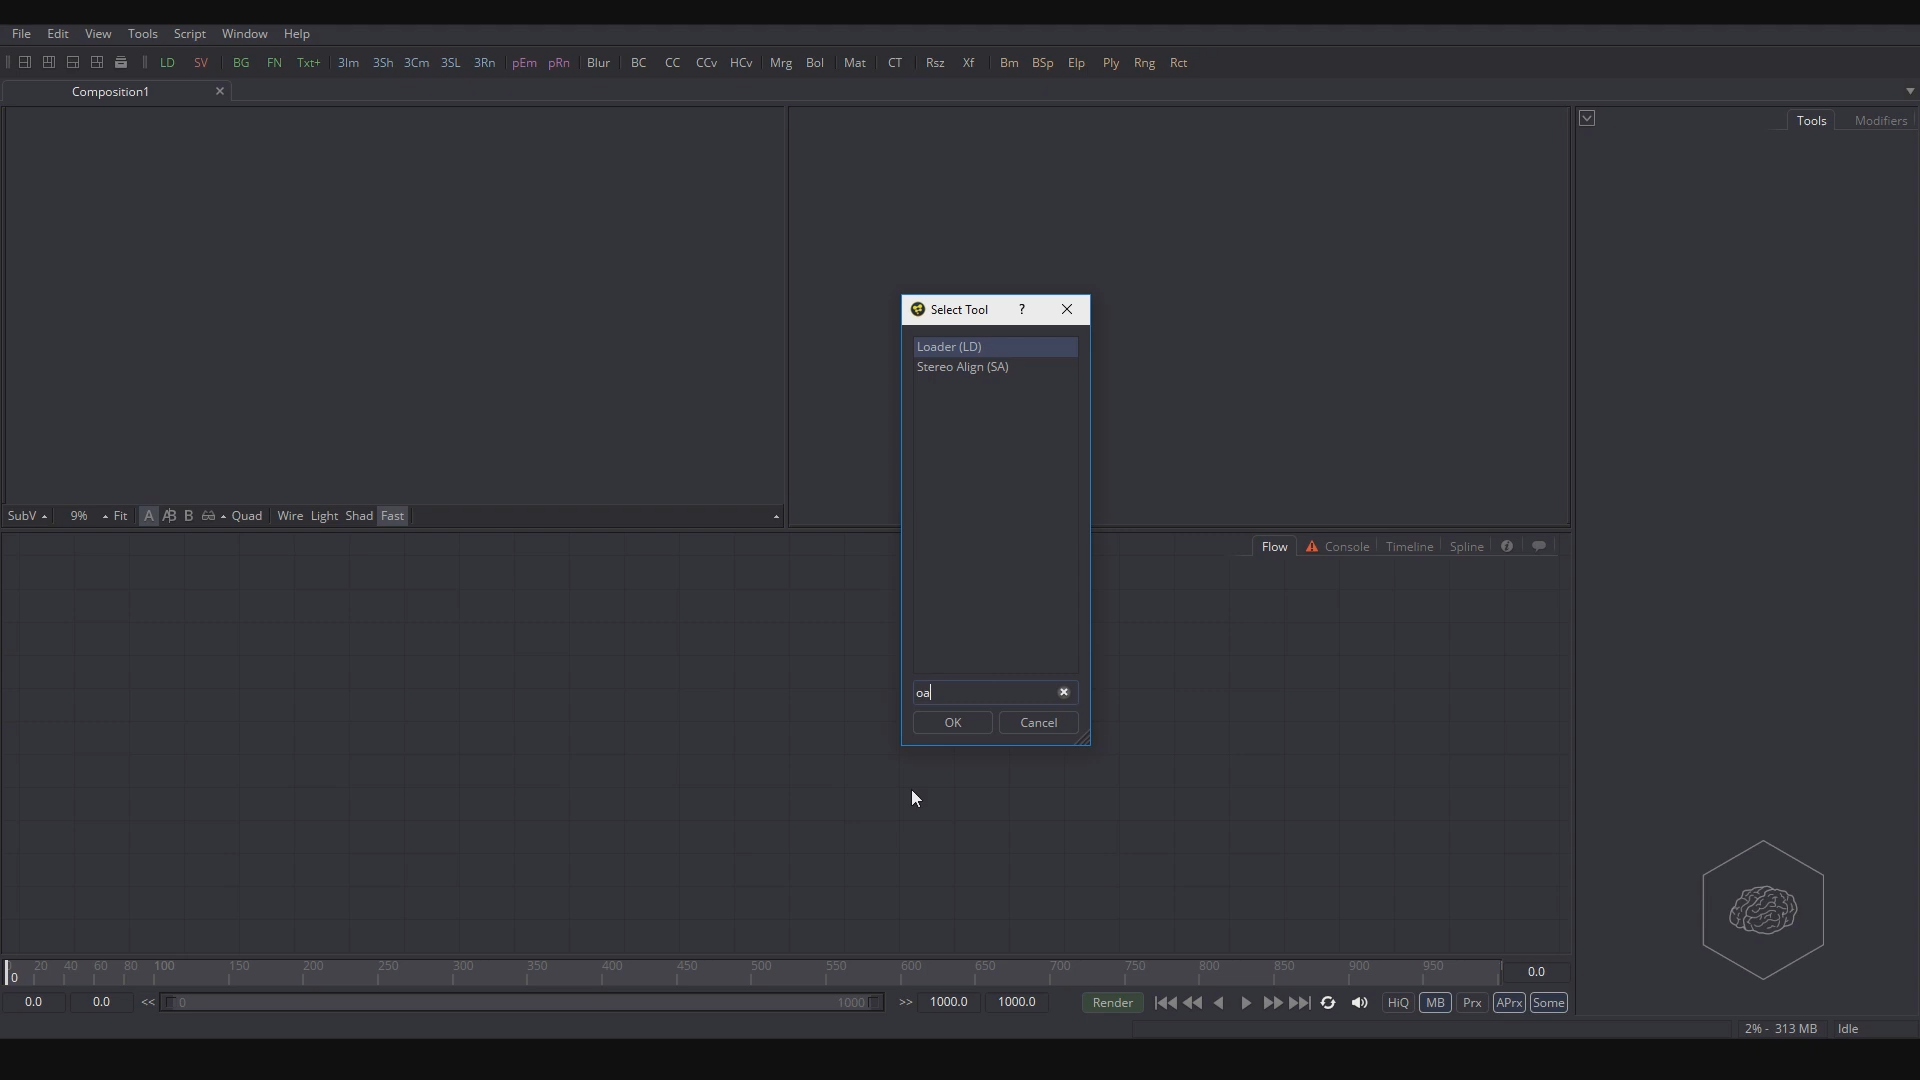 File Edit View Tools Script Window Help
LD SV BG FN Txt+ 3Im 3Sh 3Cm 3SL 3Rn pEm pRn Blur BC CC CCv HCv Mrg Bol Mat CT Rsz Xf Bm BSp Elp Ply Rng Rct
Composition1
Tools Modifiers
Select Tool ?
Loader (LD)
Stereo Align (SA)
SubV 9% Fit A AB B Quad Wire Light Shad Fast
Flow Console Timeline Spline
oa
OK Cancel
0 20 40 60 80 100 150 200 250 300 350 400 450 500 550 600 650 700 750 800 850 900 950 0.0
0.0 0.0 << 0 1000 >> 1000.0 1000.0 Render HiQ MB Prx APrx Some
2% - 313 MB Idle